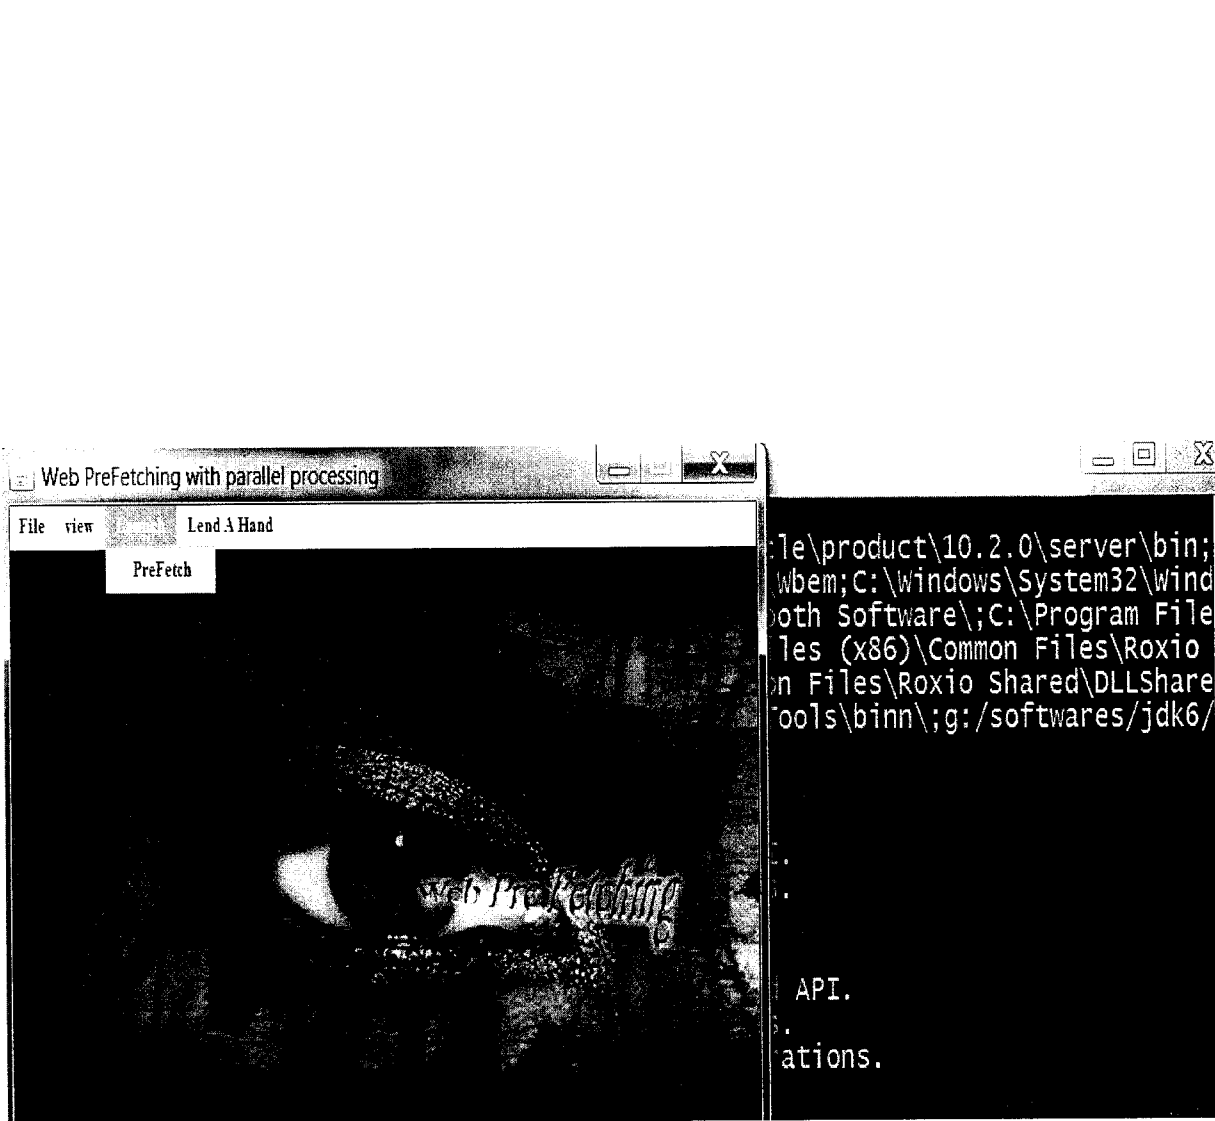 Web PreFetching with parallel processing
File view Lend A Hand
PreFetch
Web PreFetching
le\product\10.2.0\server\bin;
\Wbem;C:\Windows\System32\Wind
oth Software\;C:\Program File
les (x86)\Common Files\Roxio
n Files\Roxio Shared\DLLShare
ools\binn\;g:/softwares/jdk6/
API.
ations.